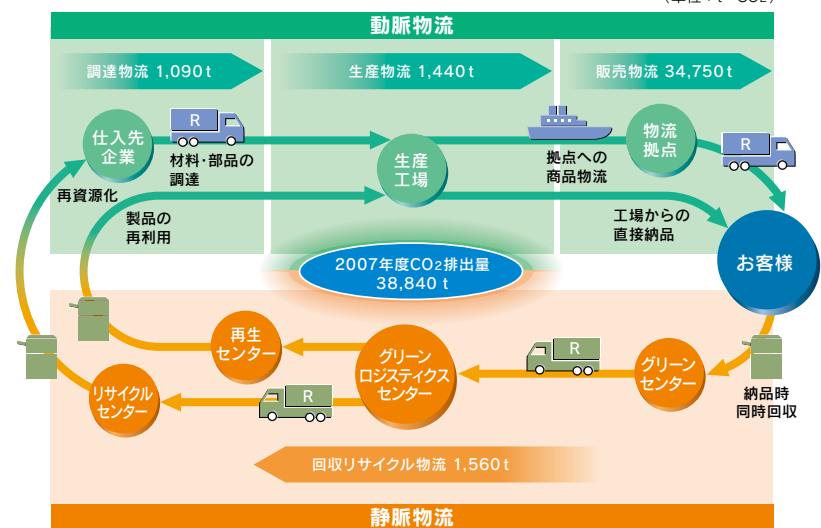 (単位：t-CO2)
動脈物流
調達物流 1,090t
生産物流 1,440t
販売物流 34,750t
仕入先
企業
R
材料・部品の
調達
生産
工場
拠点への
商品物流
物流
拠点
R
再資源化
製品の
再利用
工場からの
直接納品
お客様
2007年度CO2排出量
38,840 t
再生
センター
グリーン
ロジスティクス
センター
R
グリーン
センター
納品時
同時回収
リサイクル
センター
R
回収リサイクル物流 1,560t
静脈物流